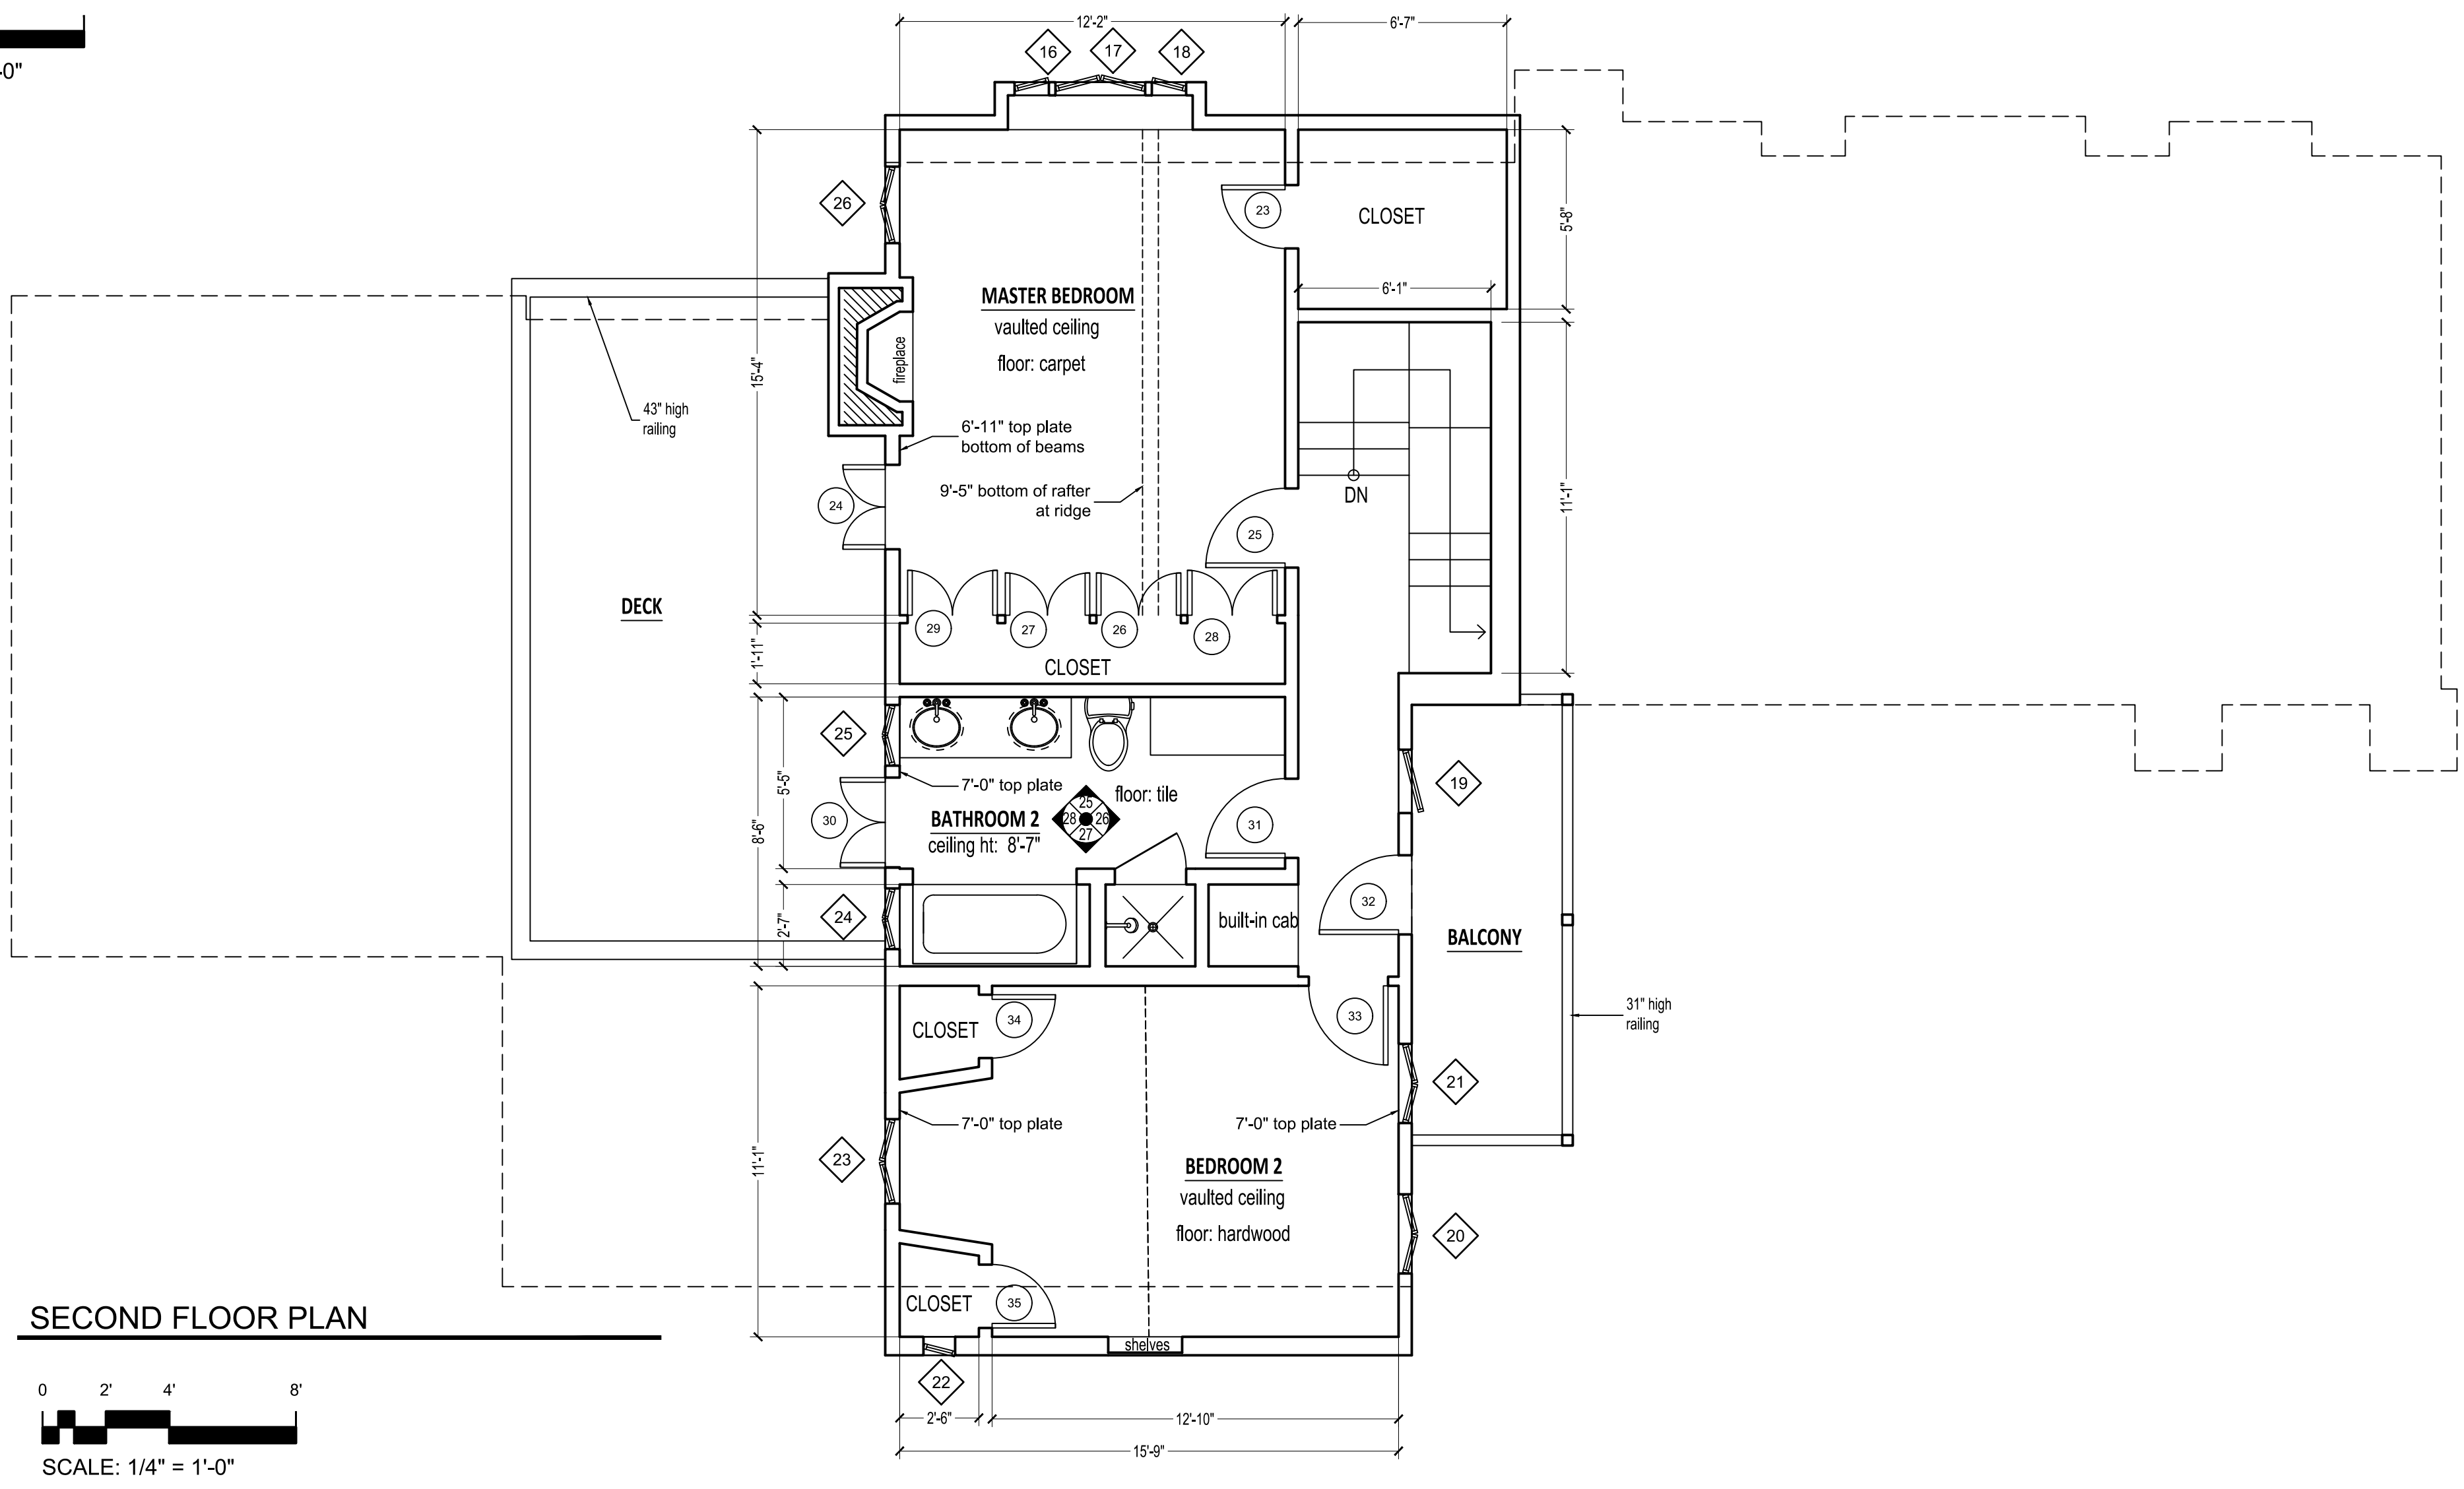 -0"
12'-2"
6'-7"
16
17
18
26
23
CLOSET
5'-8"
6'-1"
MASTER BEDROOM
vaulted ceiling
floor: carpet
fireplace
15'-4"
43" high
railing
6'-11" top plate
bottom of beams
9'-5" bottom of rafter
at ridge
DN
11'-1"
24
25
DECK
29
27
26
28
CLOSET
1'-11"
25
7'-0" top plate
5'-5"
8'-6"
30
BATHROOM 2
ceiling ht: 8'-7"
floor: tile
25
28
26
27
31
19
24
2'-7"
built-in cab
32
BALCONY
31" high
railing
CLOSET
34
33
21
7'-0" top plate
7'-0" top plate
11'-1"
23
BEDROOM 2
vaulted ceiling
floor: hardwood
20
CLOSET
35
shelves
22
2'-6"
12'-10"
15'-9"
SECOND FLOOR PLAN
0 2' 4' 8'
SCALE: 1/4" = 1'-0"